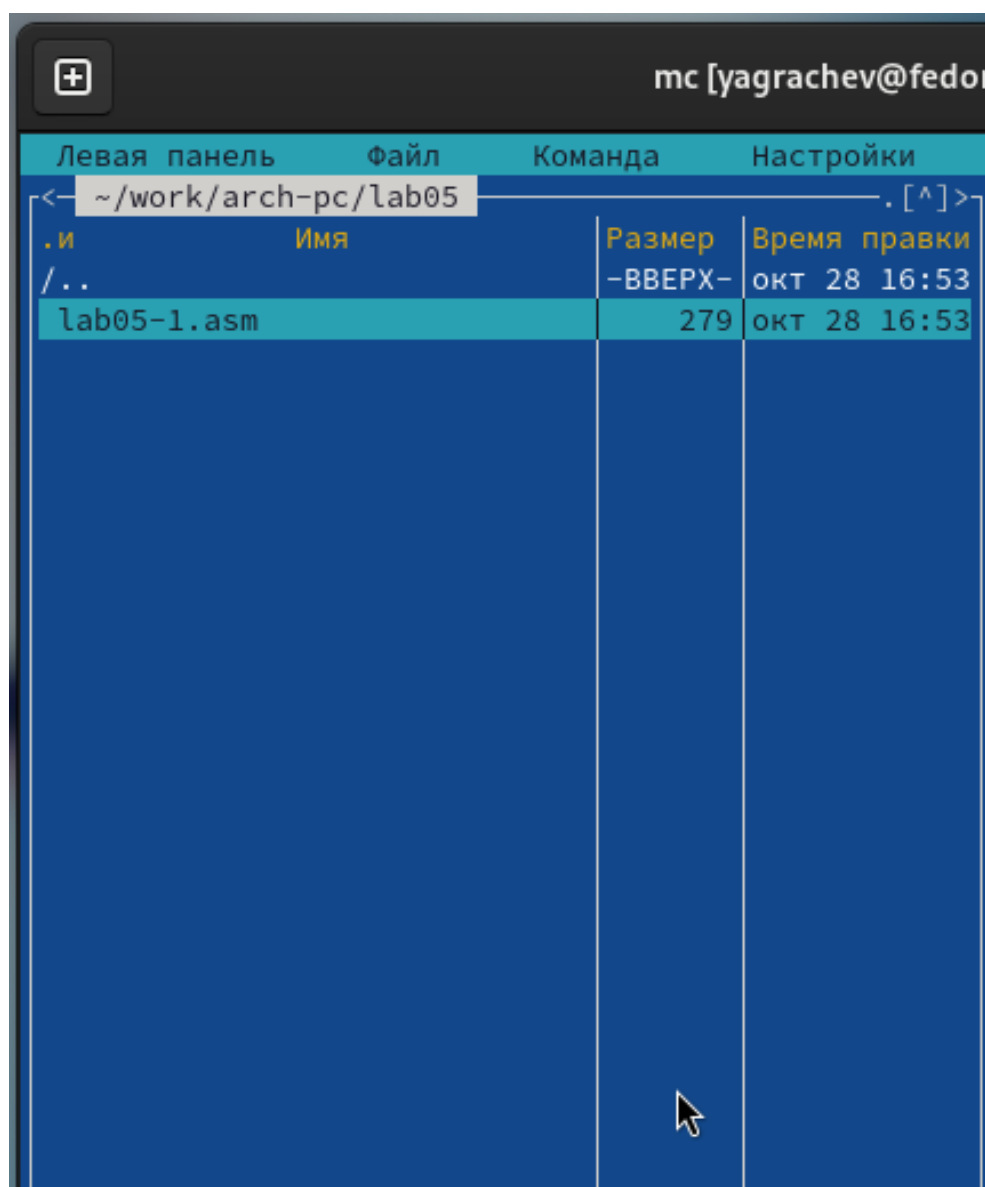 mc [yagrachev@fedor
Левая панель Файл Команда Настройки
<— ~/work/arch-pc/lab05 .[^]>
.и Имя Размер Время правки
/.. -ВВЕРХ- окт 28 16:53
lab05-1.asm 279 окт 28 16:53